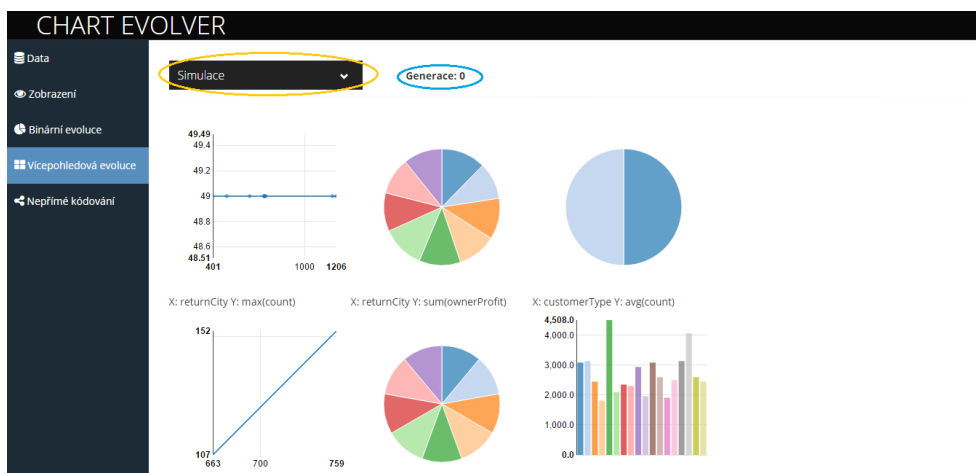 CHART EVOLVER
Data
Zobrazení
Binární evoluce
Vícepohledová evoluce
Nepřímé kódování
Simulace
Generace: 0
49.49
49.4
49.2
49
48.8
48.6
48.51
401 1000 1206
X: returnCity Y: max(count)
X: returnCity Y: sum(ownerProfit)
X: customerType Y: avg(count)
152
107
663 700 759
4,508.0
4,000.0
3,000.0
2,000.0
1,000.0
0.0